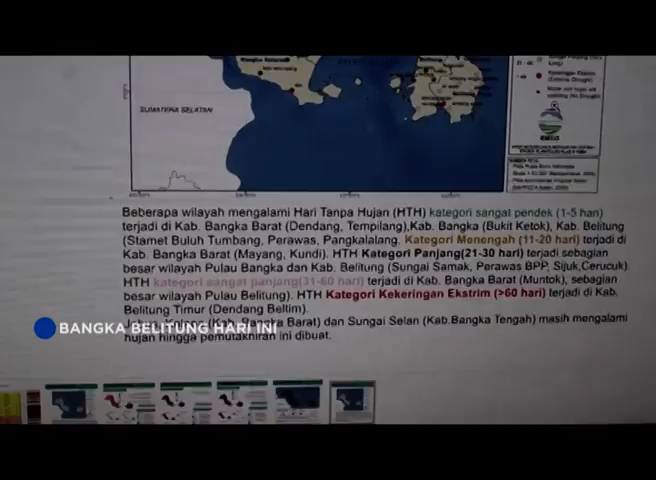 SUMATERA SELATAN
BMKG
Beberapa wilayah mengalami Hari Tanpa Hujan (HTH) kategori sangat pendek (1-5 hari)
terjadi di Kab. Bangka Barat (Dendang, Tempilang),Kab. Bangka (Bukit Ketok), Kab. Belitung
(Stamet Buluh Tumbang, Perawas, Pangkalalang. Kategori Menengah (11-20 hari) terjadi di
Kab. Bangka Barat (Mayang, Kundi). HTH Kategori Panjang(21-30 hari) terjadi sebagian
besar wilayah Pulau Bangka dan Kab. Belitung (Sungai Samak, Perawas BPP, Sijuk,Cerucuk)
HTH kategori sangat panjang(31-60 hari) terjadi di Kab. Bangka Barat (Muntok), sebagian
besar wilayah Pulau Belitung). HTH Kategori Kekeringan Ekstrim (>60 hari) terjadi di Kab.
Belitung Timur (Dendang Beltim).
(Kab. Bangka Barat) dan Sungai Selan (Kab.Bangka Tengah) masih mengalami
hujan hingga pemutakhiran ini dibuat.
BANGKA BELITUNG HARI INI